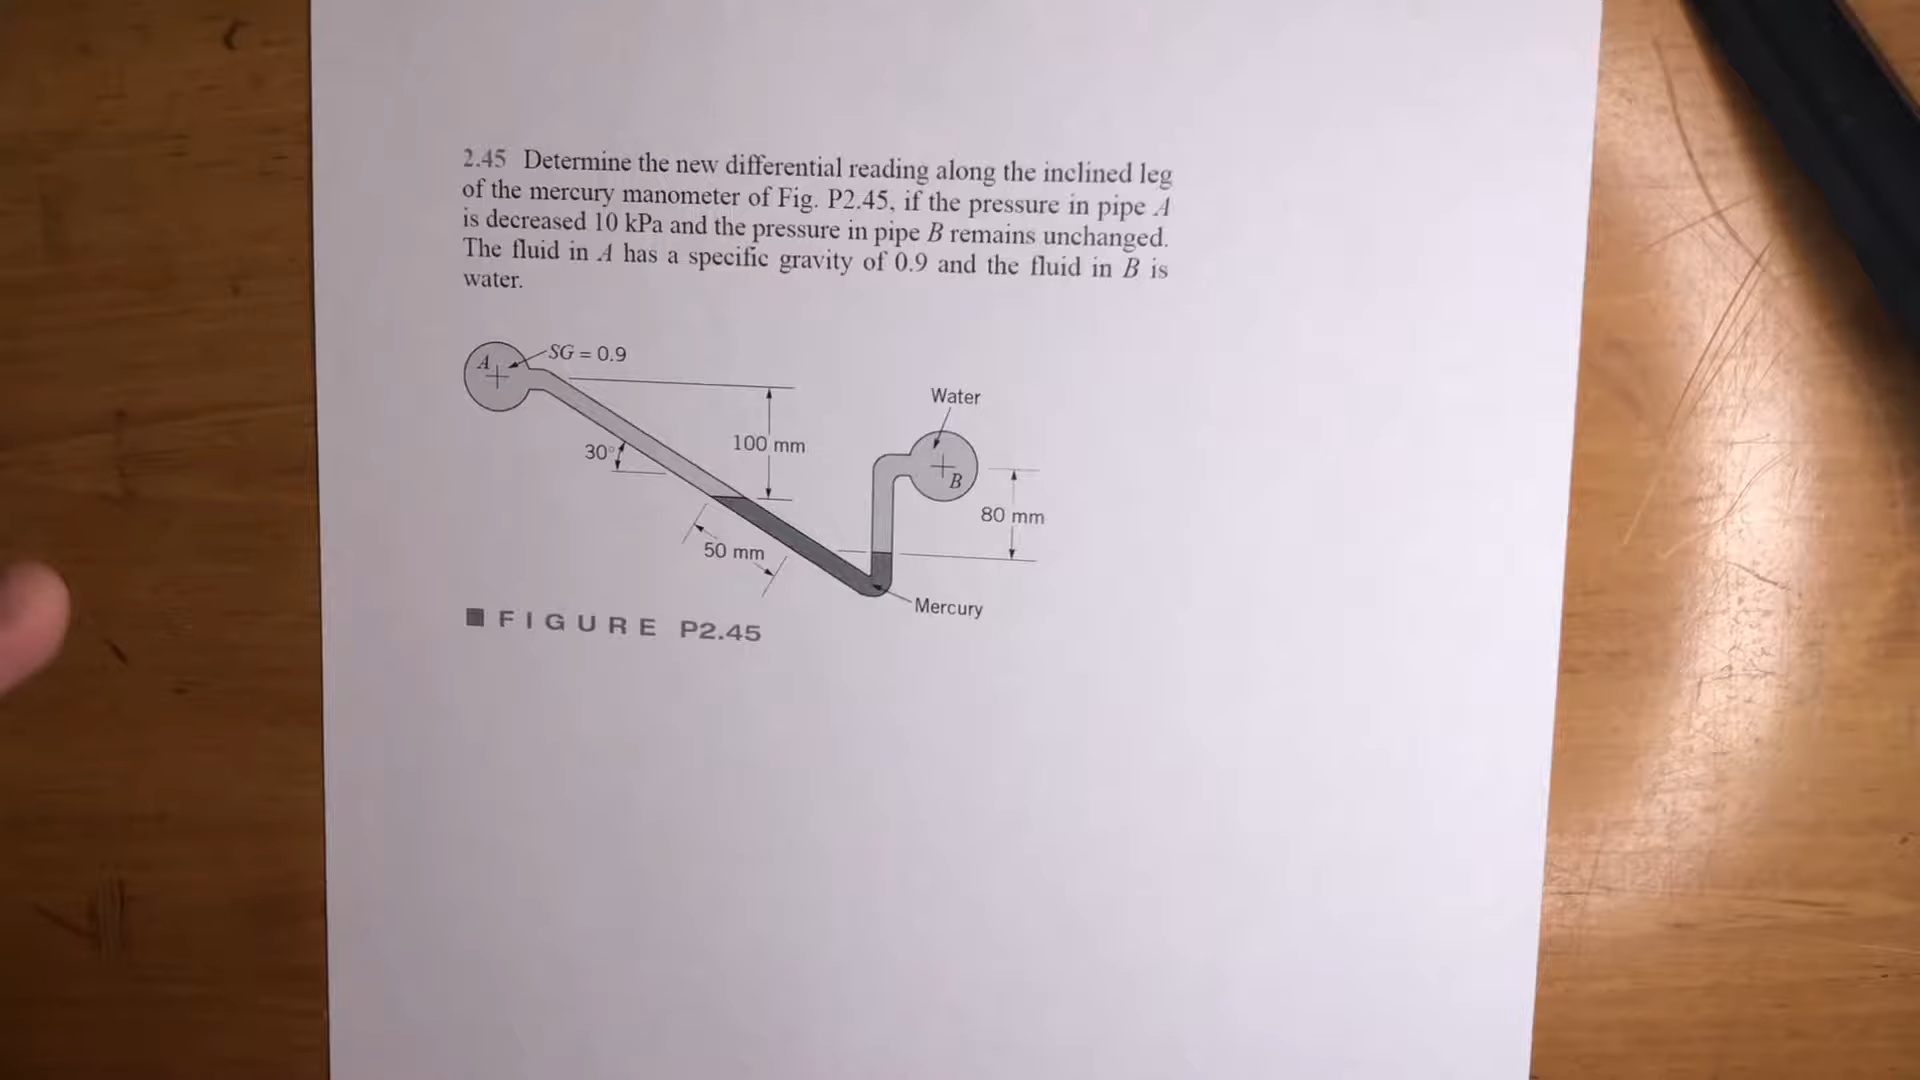 2.45 Determine the new differential reading along the inclined leg
of the mercury manometer of Fig. P2.45, if the pressure in pipe A
is decreased 10 kPa and the pressure in pipe B remains unchanged.
The fluid in A has a specific gravity of 0.9 and the fluid in B is
water.
A
SG = 0.9
Water
100 mm
30°
B
80 mm
50 mm
Mercury
FIGURE P2.45